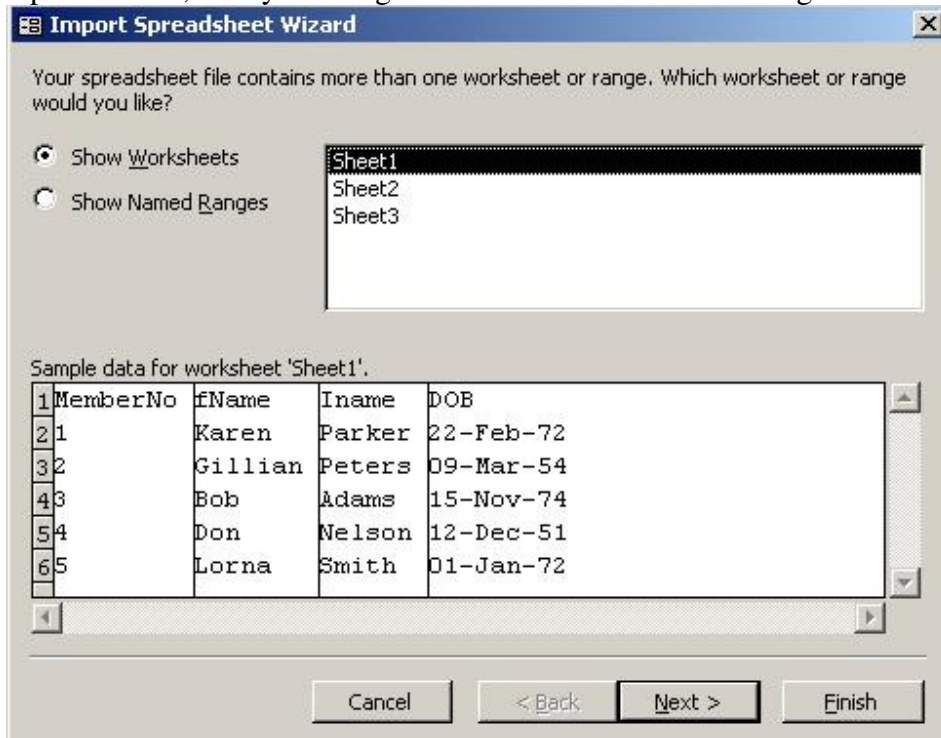 Import Spreadsheet Wizard
Your spreadsheet file contains more than one worksheet or range. Which worksheet or range
would you like?
Show Worksheets
Show Named Ranges
Sheet1
Sheet2
Sheet3
Sample data for worksheet 'Sheet1'.
1 MemberNo fName Iname DOB
2 1 Karen Parker 22-Feb-72
3 2 Gillian Peters 09-Mar-54
4 3 Bob Adams 15-Nov-74
5 4 Don Nelson 12-Dec-51
6 5 Lorna Smith 01-Jan-72
Cancel < Back Next > Finish